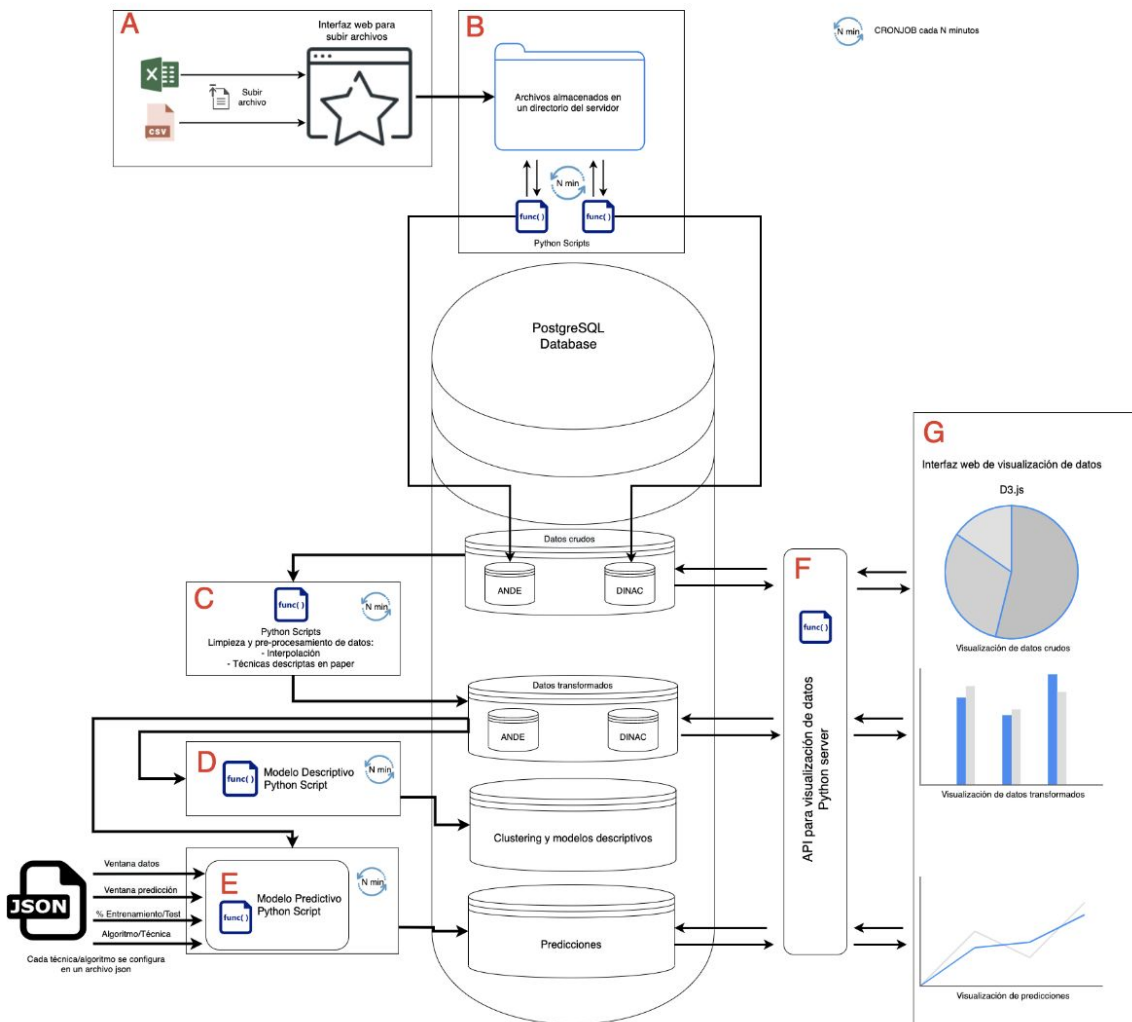 A
Interfaz web para
subir archivos
Subir
archivo
CSV
B
Archivos almacenados en
un directorio del servidor
N min
func( )
func( )
Python Scripts
N min
CRONJOB cada N minutos
PostgreSQL
Database
Datos crudos
ANDE
DINAC
C
func( )
N min
Python Scripts
Limpieza y pre-procesamiento de datos:
- Interpolación
- Técnicas descriptas en paper
Datos transformados
ANDE
DINAC
D
func( )
Modelo Descriptivo
Python Script
N min
Clustering y modelos descriptivos
JSON
Ventana datos
Ventana predicción
% Entrenamiento/Test
Algoritmo/Técnica
Cada técnica/algoritmo se configura
en un archivo json
E
func( )
Modelo Predictivo
Python Script
N min
Predicciones
F
func( )
API para visualización de datos
Python server
G
Interfaz web de visualización de datos
D3.js
Visualización de datos crudos
Visualización de datos transformados
Visualización de predicciones